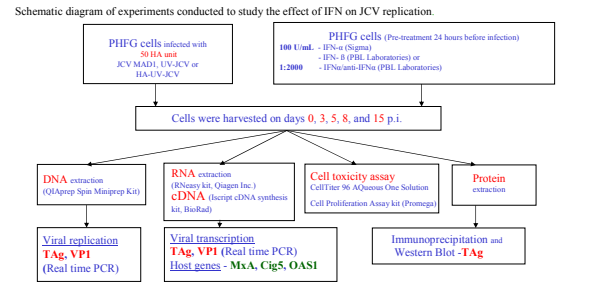 Schematic diagram of experiments conducted to study the effect of IFN on JCV replication.
PHFG cells infected with
50 HA unit
JCV MAD1, UV-JCV or
HA-UV-JCV
PHFG cells (Pre-treatment 24 hours before infection)
100 U/mL - IFN-α (Sigma)
- IFN- ß (PBL Laboratories) or
1:2000 - IFNα/anti-IFNα (PBL Laboratories)
Cells were harvested on days 0, 3, 5, 8, and 15 p.i.
DNA extraction
(QIAprep Spin Miniprep Kit)
RNA extraction
(RNeasy kit, Qiagen Inc.)
cDNA (Iscript cDNA synthesis
kit, BioRad)
Cell toxicity assay
CellTiter 96 AQueous One Solution
Cell Proliferation Assay kit (Promega)
Protein
extraction
Viral replication
TAg, VP1
(Real time PCR)
Viral transcription
TAg, VP1 (Real time PCR)
Host genes - MxA, Cig5, OAS1
Immunoprecipitation and
Western Blot -TAg